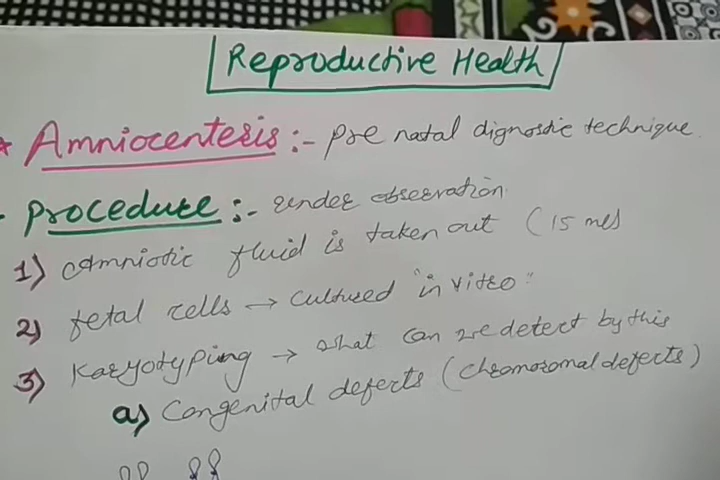 Reproductive Health
* Amniocentesis :- pre natal dignostic technique.
- Procedure :- under observation.
1) Amniotic fluid is taken out (15 ml)
2) fetal cells → cultured "in vitro"
3) Karyotyping → what can we detect by this
a) Congenital defects (chromosomal defects)